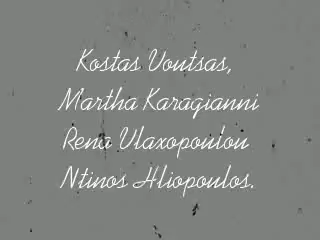 Kostas Voutsas,
Martha Karagianni
Rena Vlaxopoulou
Ntinos Hliopoulos.